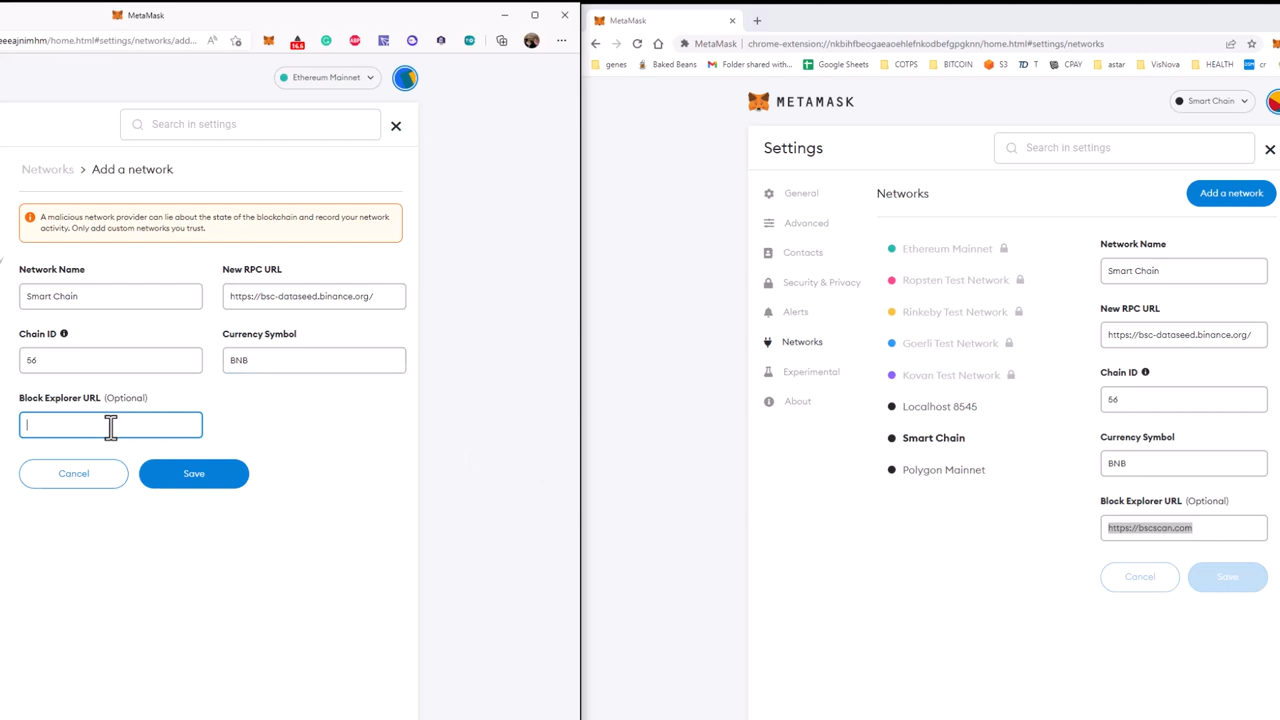 MetaMask
eeeajnimhm/home.html#settings/networks/add...
Ethereum Mainnet
Search in settings
Networks > Add a network
A malicious network provider can lie about the state of the blockchain and record your network
activity. Only add custom networks you trust.
Network Name
New RPC URL
Smart Chain
https://bsc-dataseed.binance.org/
Chain ID
Currency Symbol
56
BNB
Block Explorer URL (Optional)
Cancel
Save
MetaMask
MetaMask
chrome-extension://nkbihfbeogaeaoehlefnkodbefgpgknn/home.html#settings/networks
genes
Baked Beans
Folder shared with...
Google Sheets
COTPS
BITCOIN
S3
TD T
CPAY
astar
VisNova
HEALTH
cr
METAMASK
Smart Chain
Settings
Search in settings
General
Advanced
Contacts
Security & Privacy
Alerts
Networks
Experimental
About
Networks
Add a network
Ethereum Mainnet
Ropsten Test Network
Rinkeby Test Network
Goerli Test Network
Kovan Test Network
Localhost 8545
Smart Chain
Polygon Mainnet
Network Name
Smart Chain
New RPC URL
https://bsc-dataseed.binance.org/
Chain ID
56
Currency Symbol
BNB
Block Explorer URL (Optional)
https://bscscan.com
Cancel
Save